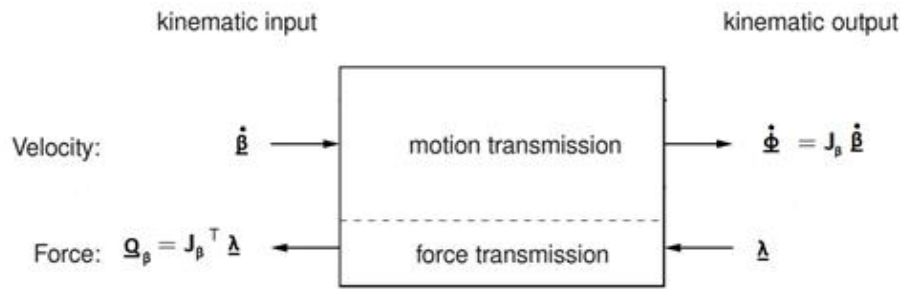 kinematic input kinematic output
Velocity: β̲̇ motion transmission Φ̲̇ = J_β β̲̇
Force: Q̲_β = J_β^T λ̲ force transmission λ̲